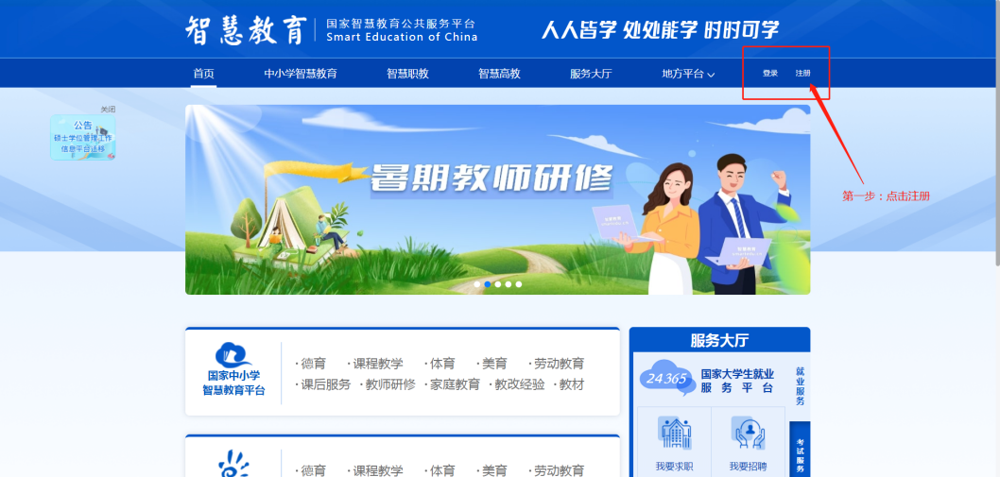 智慧教育
国家智慧教育公共服务平台
Smart Education of China
人人皆学 处处能学 时时可学
首页 中小学智慧教育 智慧职教 智慧高教 服务大厅 地方平台 登录 注册
关闭
公告
硕士学位管理工作
信息平台迁移
暑期教师研修
第一步：点击注册
国家中小学
智慧教育平台
·德育 ·课程教学 ·体育 ·美育 ·劳动教育
·课后服务 ·教师研修 ·家庭教育 ·教改经验 ·教材
服务大厅
24365
国家大学生就业
服务平台
就业服务
考试服务
我要求职 我要招聘
·德育 ·课程教学 ·体育 ·美育 ·劳动教育